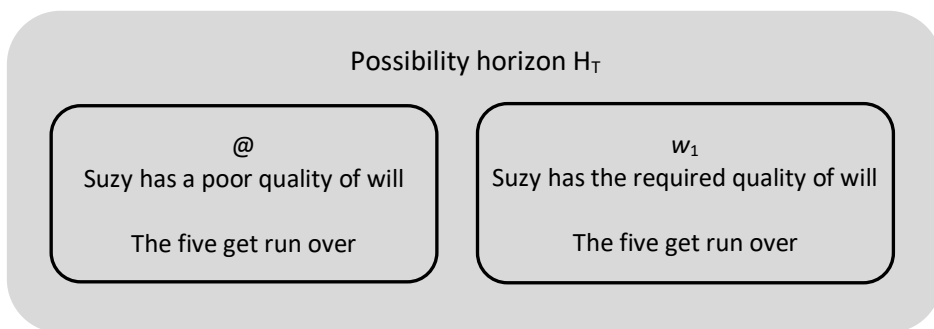 Possibility horizon H_T
@
Suzy has a poor quality of will
The five get run over
w₁
Suzy has the required quality of will
The five get run over